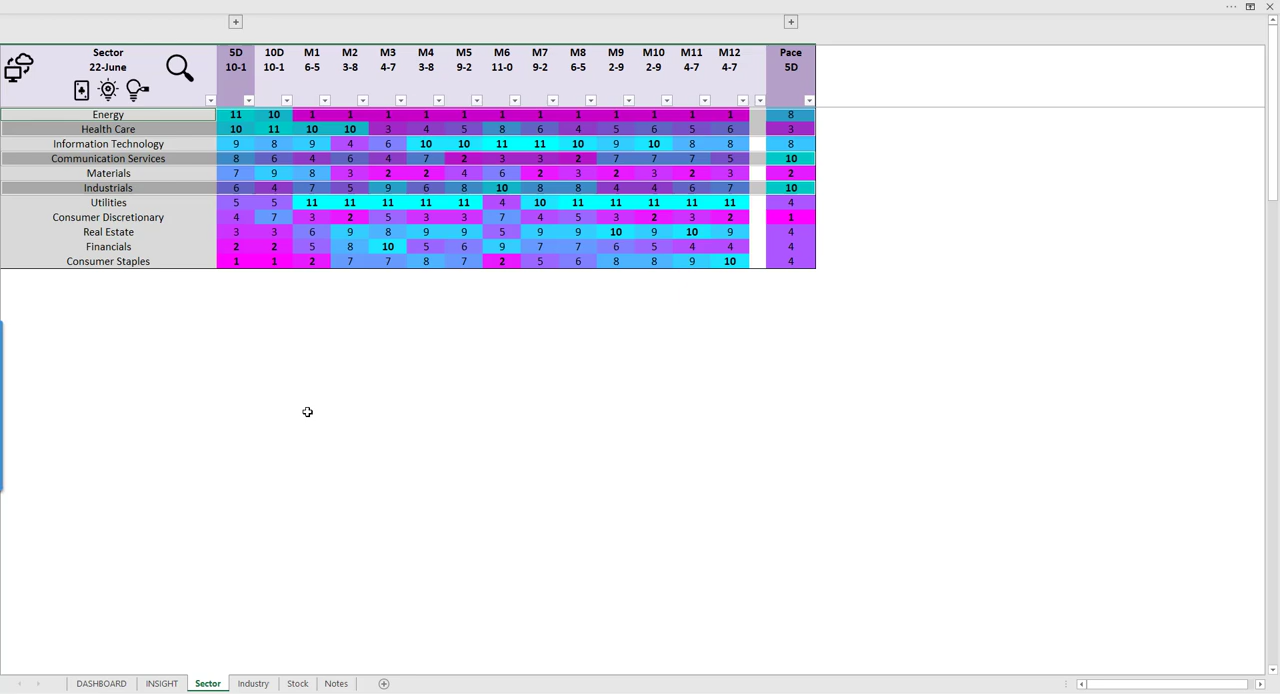 Sector 5D 10D M1 M2 M3 M4 M5 M6 M7 M8 M9 M10 M11 M12 Pace
22-June 10-1 10-1 6-5 3-8 4-7 3-8 9-2 11-0 9-2 6-5 2-9 2-9 4-7 4-7 5D
Energy 11 10 1 1 1 1 1 1 1 1 1 1 1 1 8
Health Care 10 11 10 10 3 4 5 8 6 4 5 6 5 6 3
Information Technology 9 8 9 4 6 10 10 11 11 10 9 10 8 8 8
Communication Services 8 6 4 6 4 7 2 3 3 2 7 7 7 5 10
Materials 7 9 8 3 2 2 4 6 2 3 2 3 2 3 2
Industrials 6 4 7 5 9 6 8 10 8 8 4 4 6 7 10
Utilities 5 5 11 11 11 11 11 4 10 11 11 11 11 11 4
Consumer Discretionary 4 7 3 2 5 3 3 7 4 5 3 2 3 2 1
Real Estate 3 3 6 9 8 9 9 5 9 9 10 9 10 9 4
Financials 2 2 5 8 10 5 6 9 7 7 6 5 4 4 4
Consumer Staples 1 1 2 7 7 8 7 2 5 6 8 8 9 10 4
DASHBOARD INSIGHT Sector Industry Stock Notes